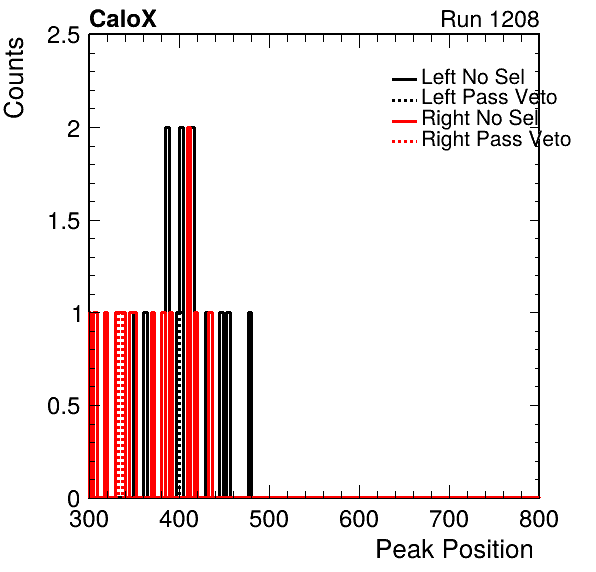 CaloX Run 1208
Counts
2.5
2
1.5
1
0.5
0
Left No Sel
Left Pass Veto
Right No Sel
Right Pass Veto
300 400 500 600 700 800
Peak Position